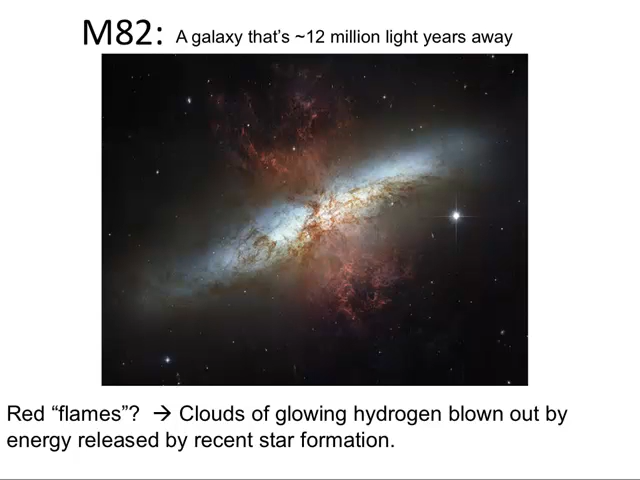 M82: A galaxy that’s ~12 million light years away
Red “flames”? → Clouds of glowing hydrogen blown out by
energy released by recent star formation.